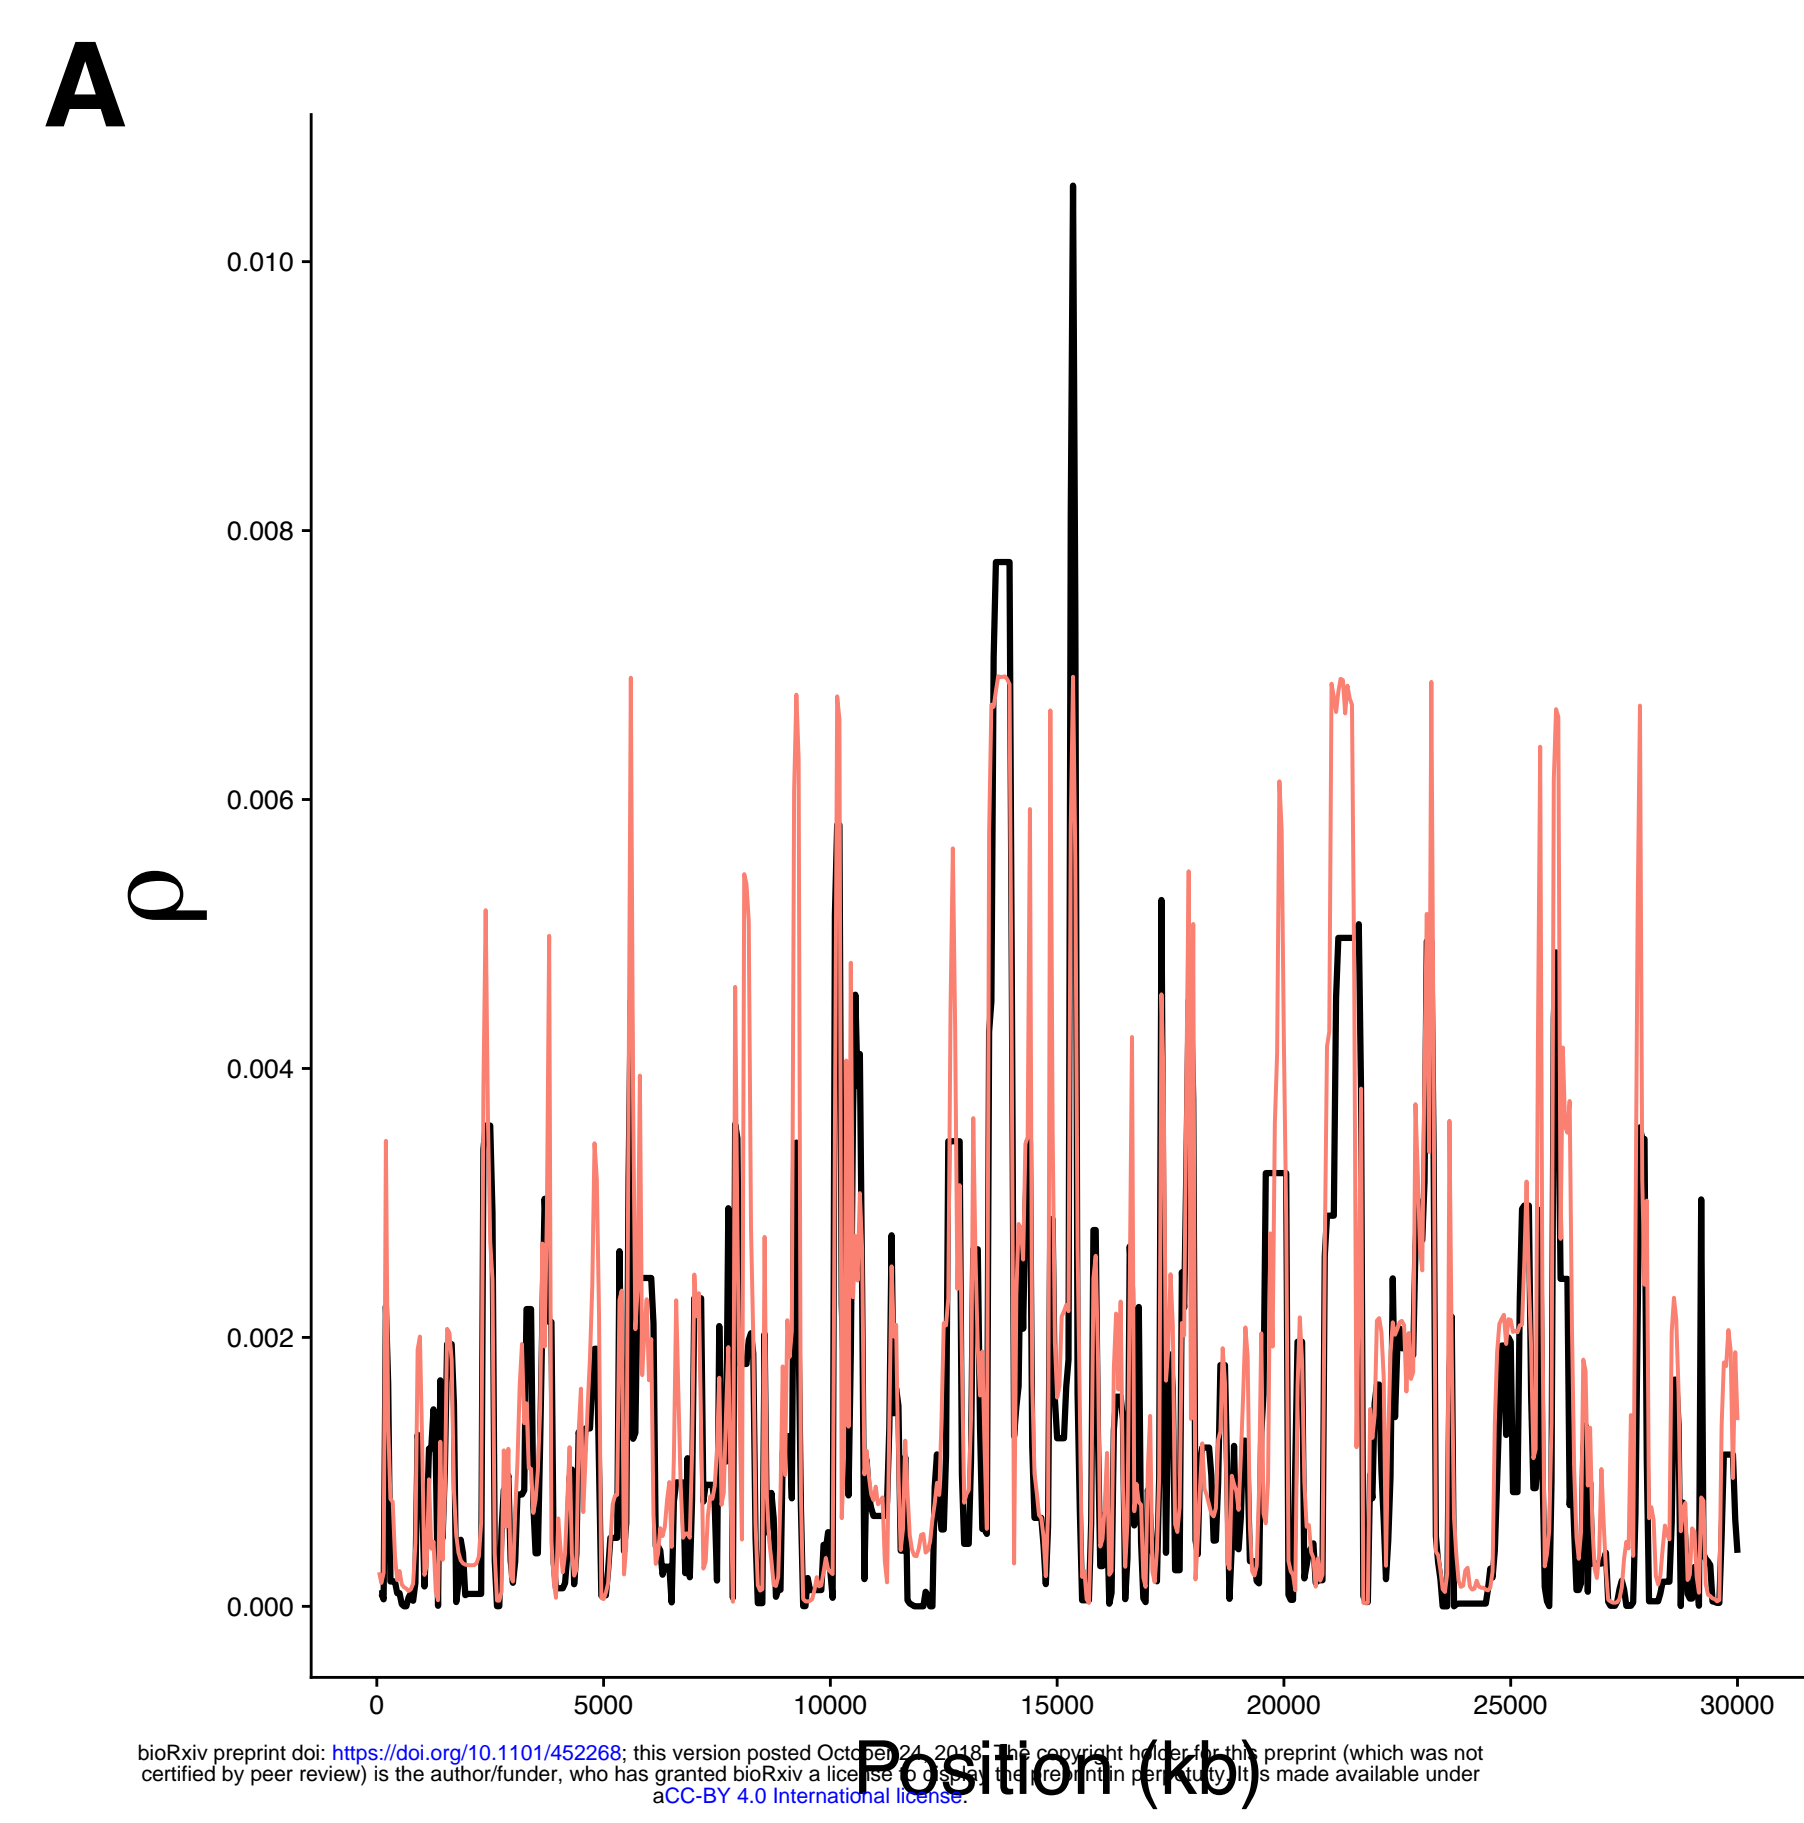 A
0.010
0.008
0.006
0.004
0.002
0.000
ρ
0 5000 10000 15000 20000 25000 30000
Position (kb)
bioRxiv preprint doi: https://doi.org/10.1101/452268; this version posted October 24, 2018. The copyright holder for this preprint (which was not
certified by peer review) is the author/funder, who has granted bioRxiv a license to display the preprint in perpetuity. It is made available under
aCC-BY 4.0 International license.